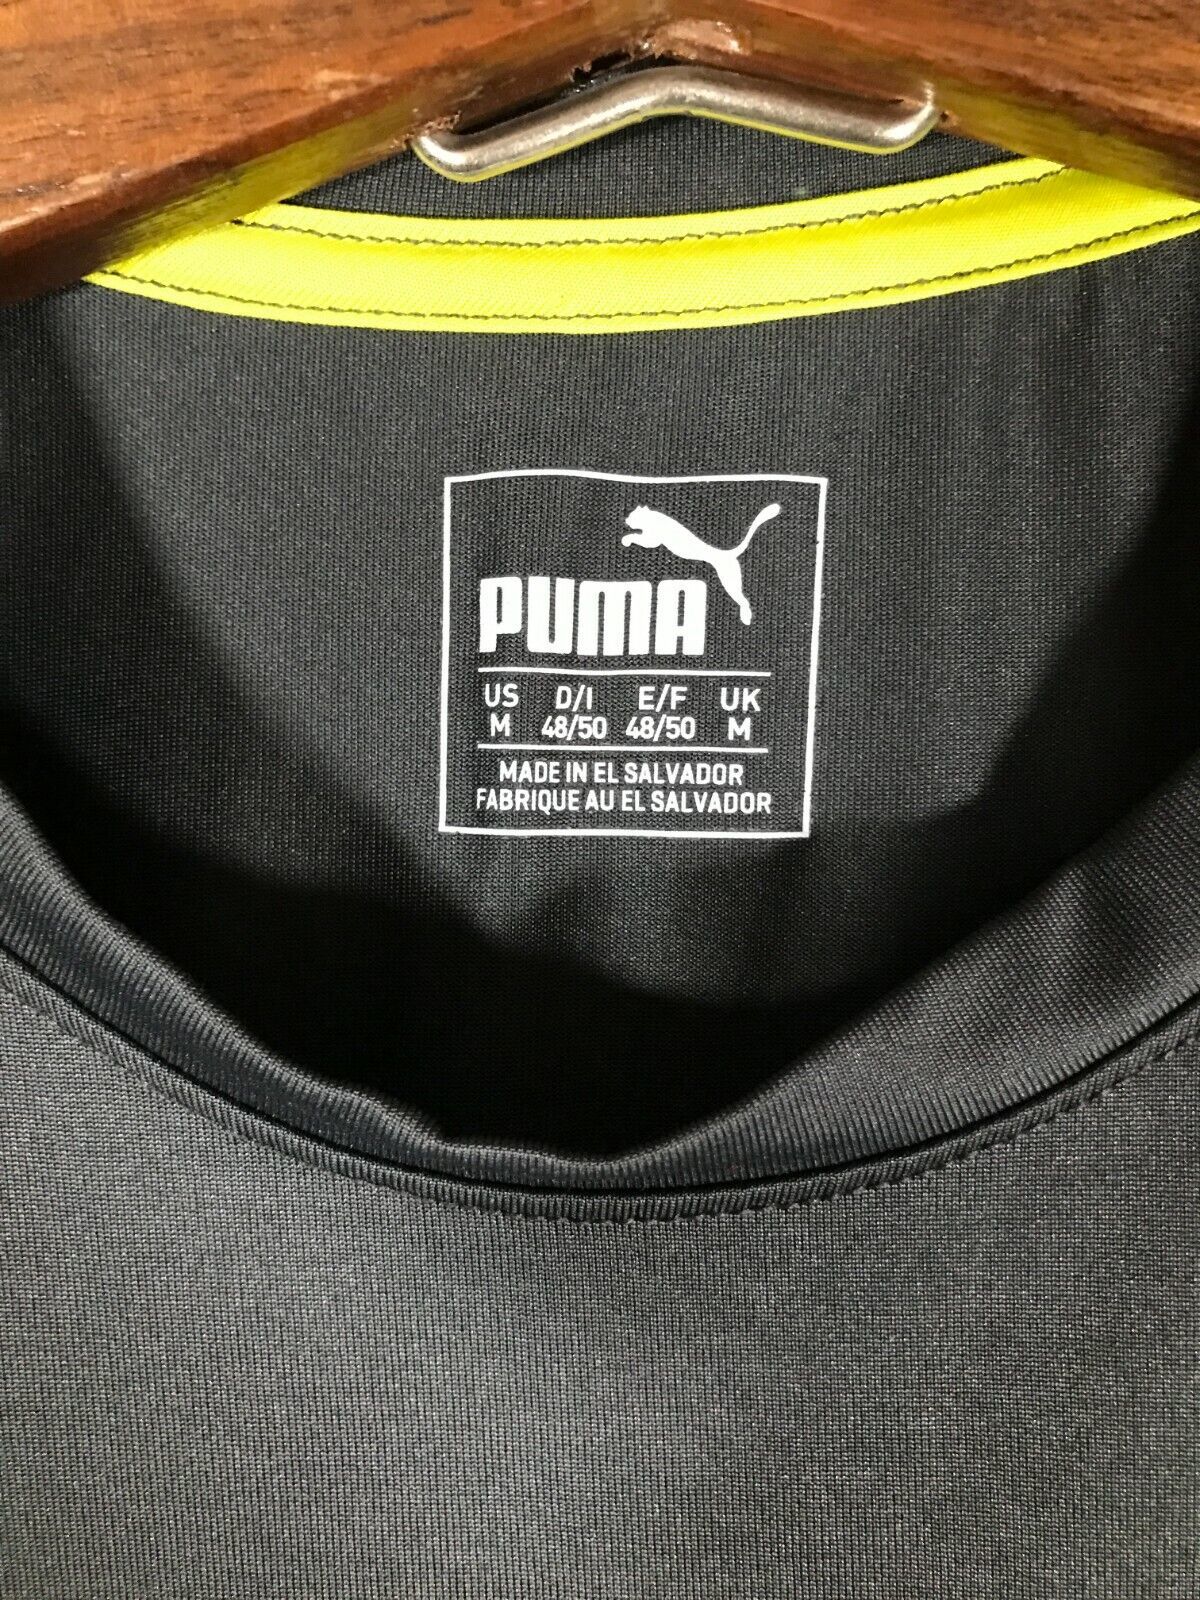 PUMA
US D/I E/F UK
M 48/50 48/50 M
MADE IN EL SALVADOR
FABRIQUE AU EL SALVADOR